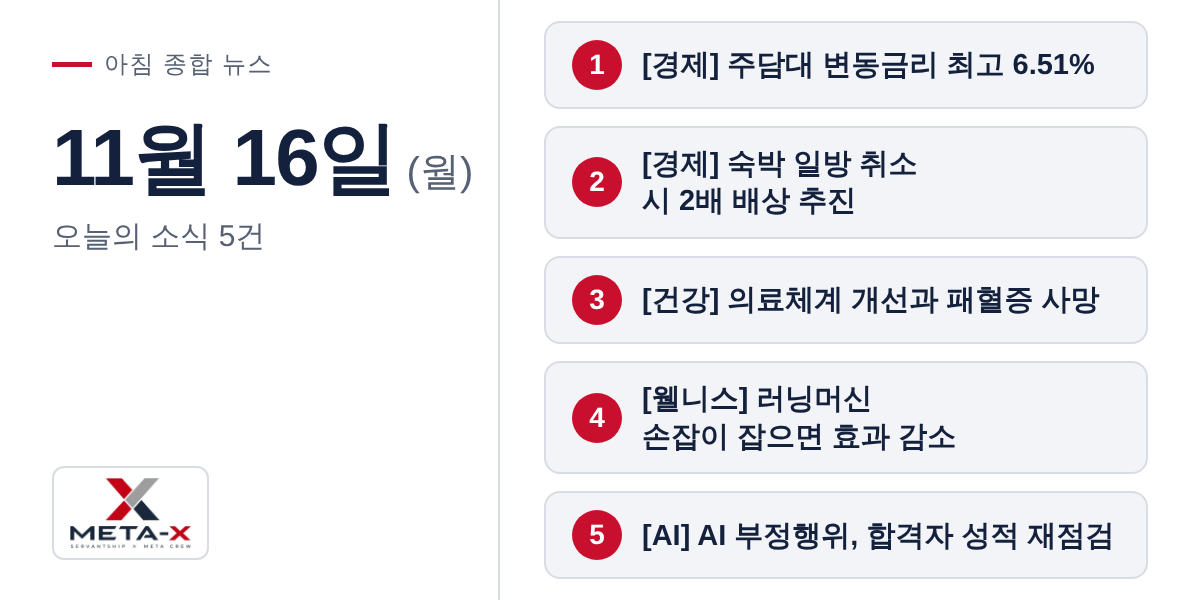 아침 종합 뉴스
11월 16일 (월)
오늘의 소식 5건
META-X
SERVANTSHIP × META CREW
1 [경제] 주담대 변동금리 최고 6.51%
2 [경제] 숙박 일방 취소
시 2배 배상 추진
3 [건강] 의료체계 개선과 패혈증 사망
4 [웰니스] 러닝머신
손잡이 잡으면 효과 감소
5 [AI] AI 부정행위, 합격자 성적 재점검